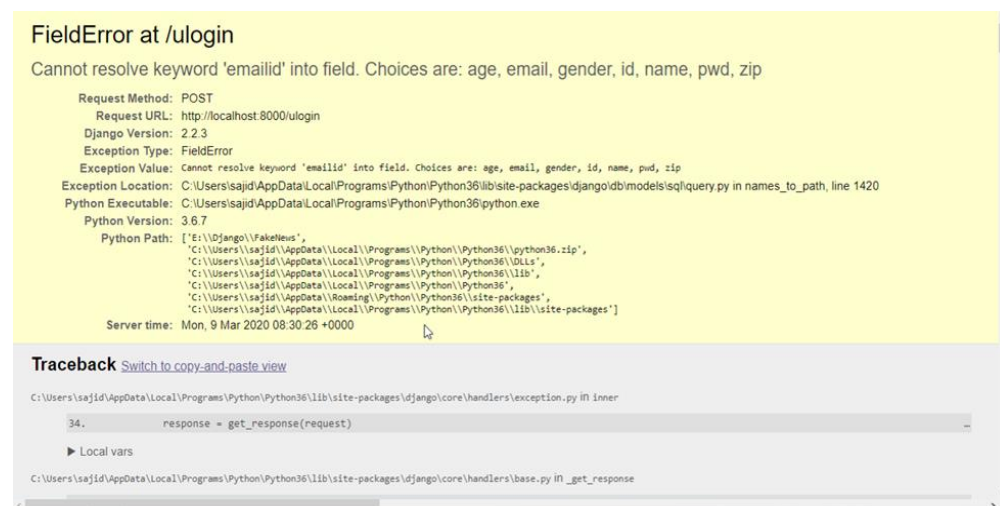 FieldError at /ulogin
Cannot resolve keyword 'emailid' into field. Choices are: age, email, gender, id, name, pwd, zip
Request Method: POST
Request URL: http://localhost:8000/ulogin
Django Version: 2.2.3
Exception Type: FieldError
Exception Value: Cannot resolve keyword 'emailid' into field. Choices are: age, email, gender, id, name, pwd, zip
Exception Location: C:\Users\sajid\AppData\Local\Programs\Python\Python36\lib\site-packages\django\db\models\sql\query.py in names_to_path, line 1420
Python Executable: C:\Users\sajid\AppData\Local\Programs\Python\Python36\python.exe
Python Version: 3.6.7
Python Path: ['E:\\Django\\FakeNews',
'C:\\Users\\sajid\\AppData\\Local\\Programs\\Python\\Python36\\python36.zip',
'C:\\Users\\sajid\\AppData\\Local\\Programs\\Python\\Python36\\DLLs',
'C:\\Users\\sajid\\AppData\\Local\\Programs\\Python\\Python36\\lib',
'C:\\Users\\sajid\\AppData\\Local\\Programs\\Python\\Python36',
'C:\\Users\\sajid\\AppData\\Roaming\\Python\\Python36\\site-packages',
'C:\\Users\\sajid\\AppData\\Local\\Programs\\Python\\Python36\\lib\\site-packages']
Server time: Mon, 9 Mar 2020 08:30:26 +0000
Traceback Switch to copy-and-paste view
C:\Users\sajid\AppData\Local\Programs\Python\Python36\lib\site-packages\django\core\handlers\exception.py in inner
34. response = get_response(request) …
▶ Local vars
C:\Users\sajid\AppData\Local\Programs\Python\Python36\lib\site-packages\django\core\handlers\base.py in _get_response